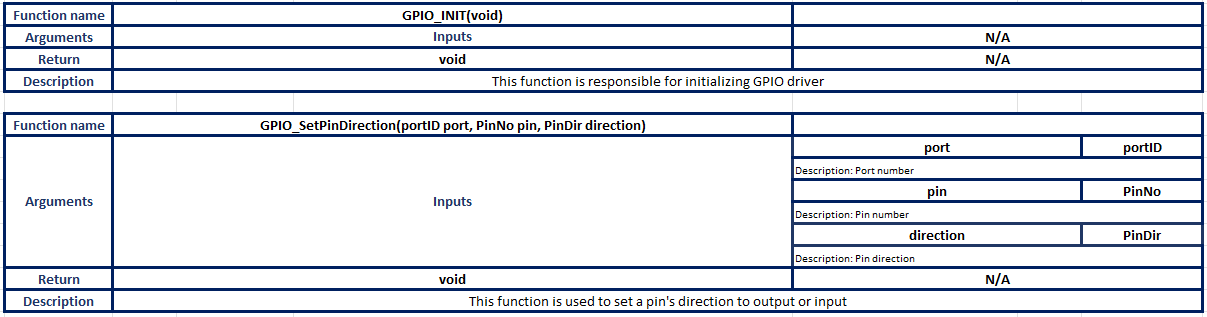 Function name GPIO_INIT(void)
Arguments Inputs N/A
Return void N/A
Description This function is responsible for initializing GPIO driver
Function name GPIO_SetPinDirection(portID port, PinNo pin, PinDir direction)
Arguments Inputs
port portID
Description: Port number
pin PinNo
Description: Pin number
direction PinDir
Description: Pin direction
Return void N/A
Description This function is used to set a pin's direction to output or input